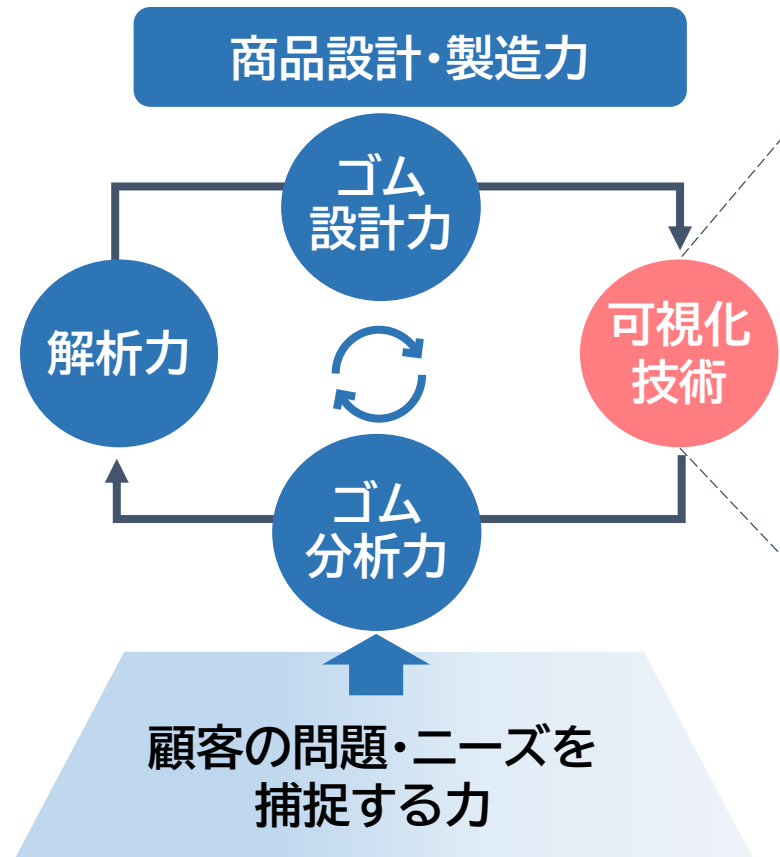 商品設計・製造力
ゴム
設計力
解析力
可視化
技術
ゴム
分析力
顧客の問題・ニーズを
捕捉する力